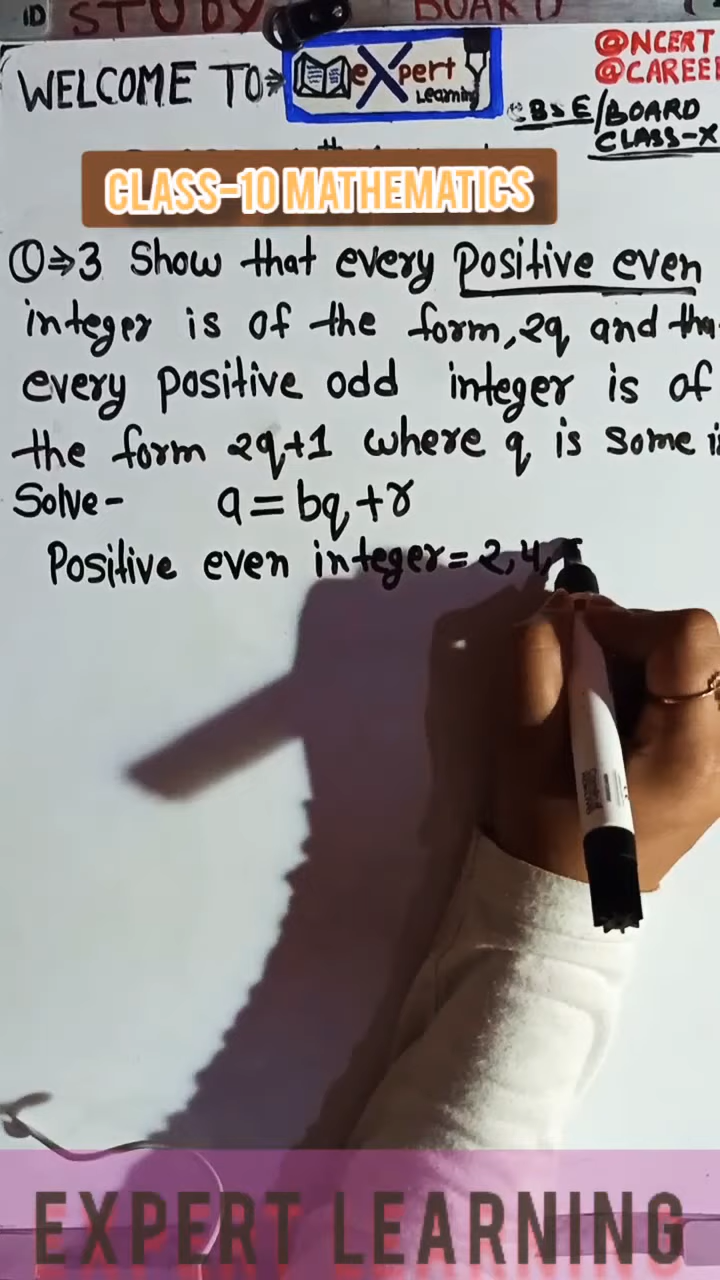 ID STUDY BOARD
WELCOME TO⇒ eXpert Learning
@NCERT
@CAREE
CBSE/BOARD
CLASS-X
CLASS-10 MATHEMATICS
Q⇒3 Show that every positive even
integer is of the form, 2q and tha
every positive odd integer is of
the form 2q+1 where q is some i
Solve- a=bq+r
Positive even integer = 2,4,
EXPERT LEARNING